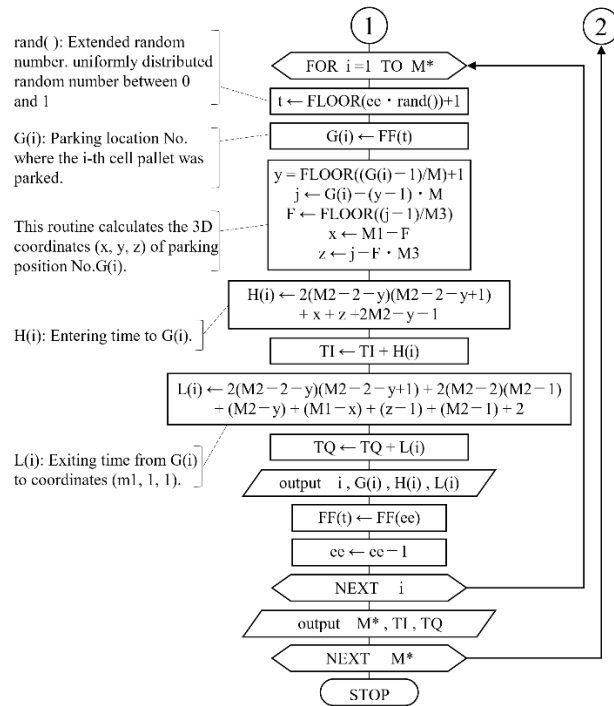 1
2
rand( ): Extended random
number. uniformly distributed
random number between 0
and 1
FOR i=1 TO M*
t ← FLOOR(ee・rand())+1
G(i): Parking location No.
where the i-th cell pallet was
parked.
G(i) ← FF(t)
y = FLOOR((G(i)−1)/M)+1
j ← G(i)−(y−1)・M
F ← FLOOR((j−1)/M3)
x ← M1−F
z ← j−F・M3
This routine calculates the 3D
coordinates (x, y, z) of parking
position No.G(i).
H(i) ← 2(M2−2−y)(M2−2−y+1)
+ x + z +2M2−y−1
H(i): Entering time to G(i).
TI ← TI + H(i)
L(i) ← 2(M2−2−y)(M2−2−y+1) + 2(M2−2)(M2−1)
+ (M2−y) + (M1−x) + (z−1) + (M2−1) + 2
TQ ← TQ + L(i)
L(i): Exiting time from G(i)
to coordinates (m1, 1, 1).
output i , G(i) , H(i) , L(i)
FF(t) ← FF(ee)
ee ← ee−1
NEXT i
output M* , TI , TQ
NEXT M*
STOP